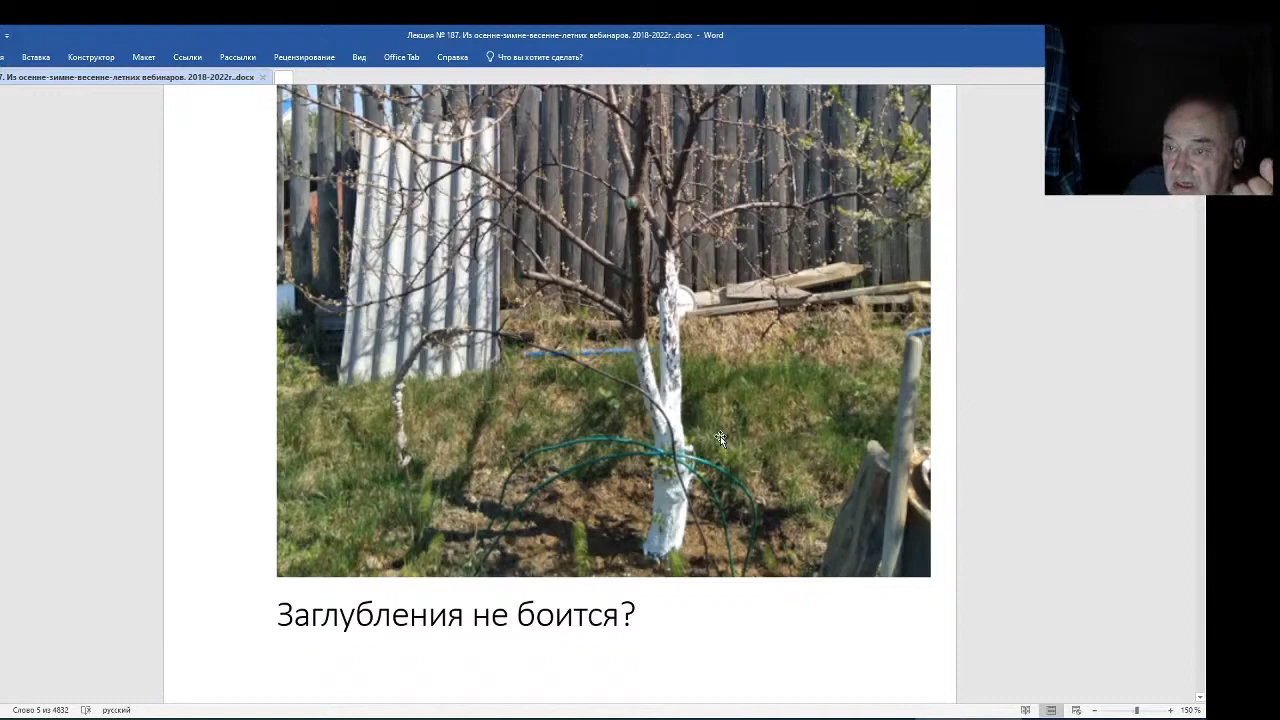 Лекция № 187. Из осенне-зимне-весенне-летних вебинаров. 2018-2022г..docx - Word
я Вставка Конструктор Макет Ссылки Рассылки Рецензирование Вид Office Tab Справка Что вы хотите сделать?
7. Из осенне-зимне-весенне-летних вебинаров. 2018-2022г..docx
Заглубления не боится?
Слово 5 из 4832 русский 150 %